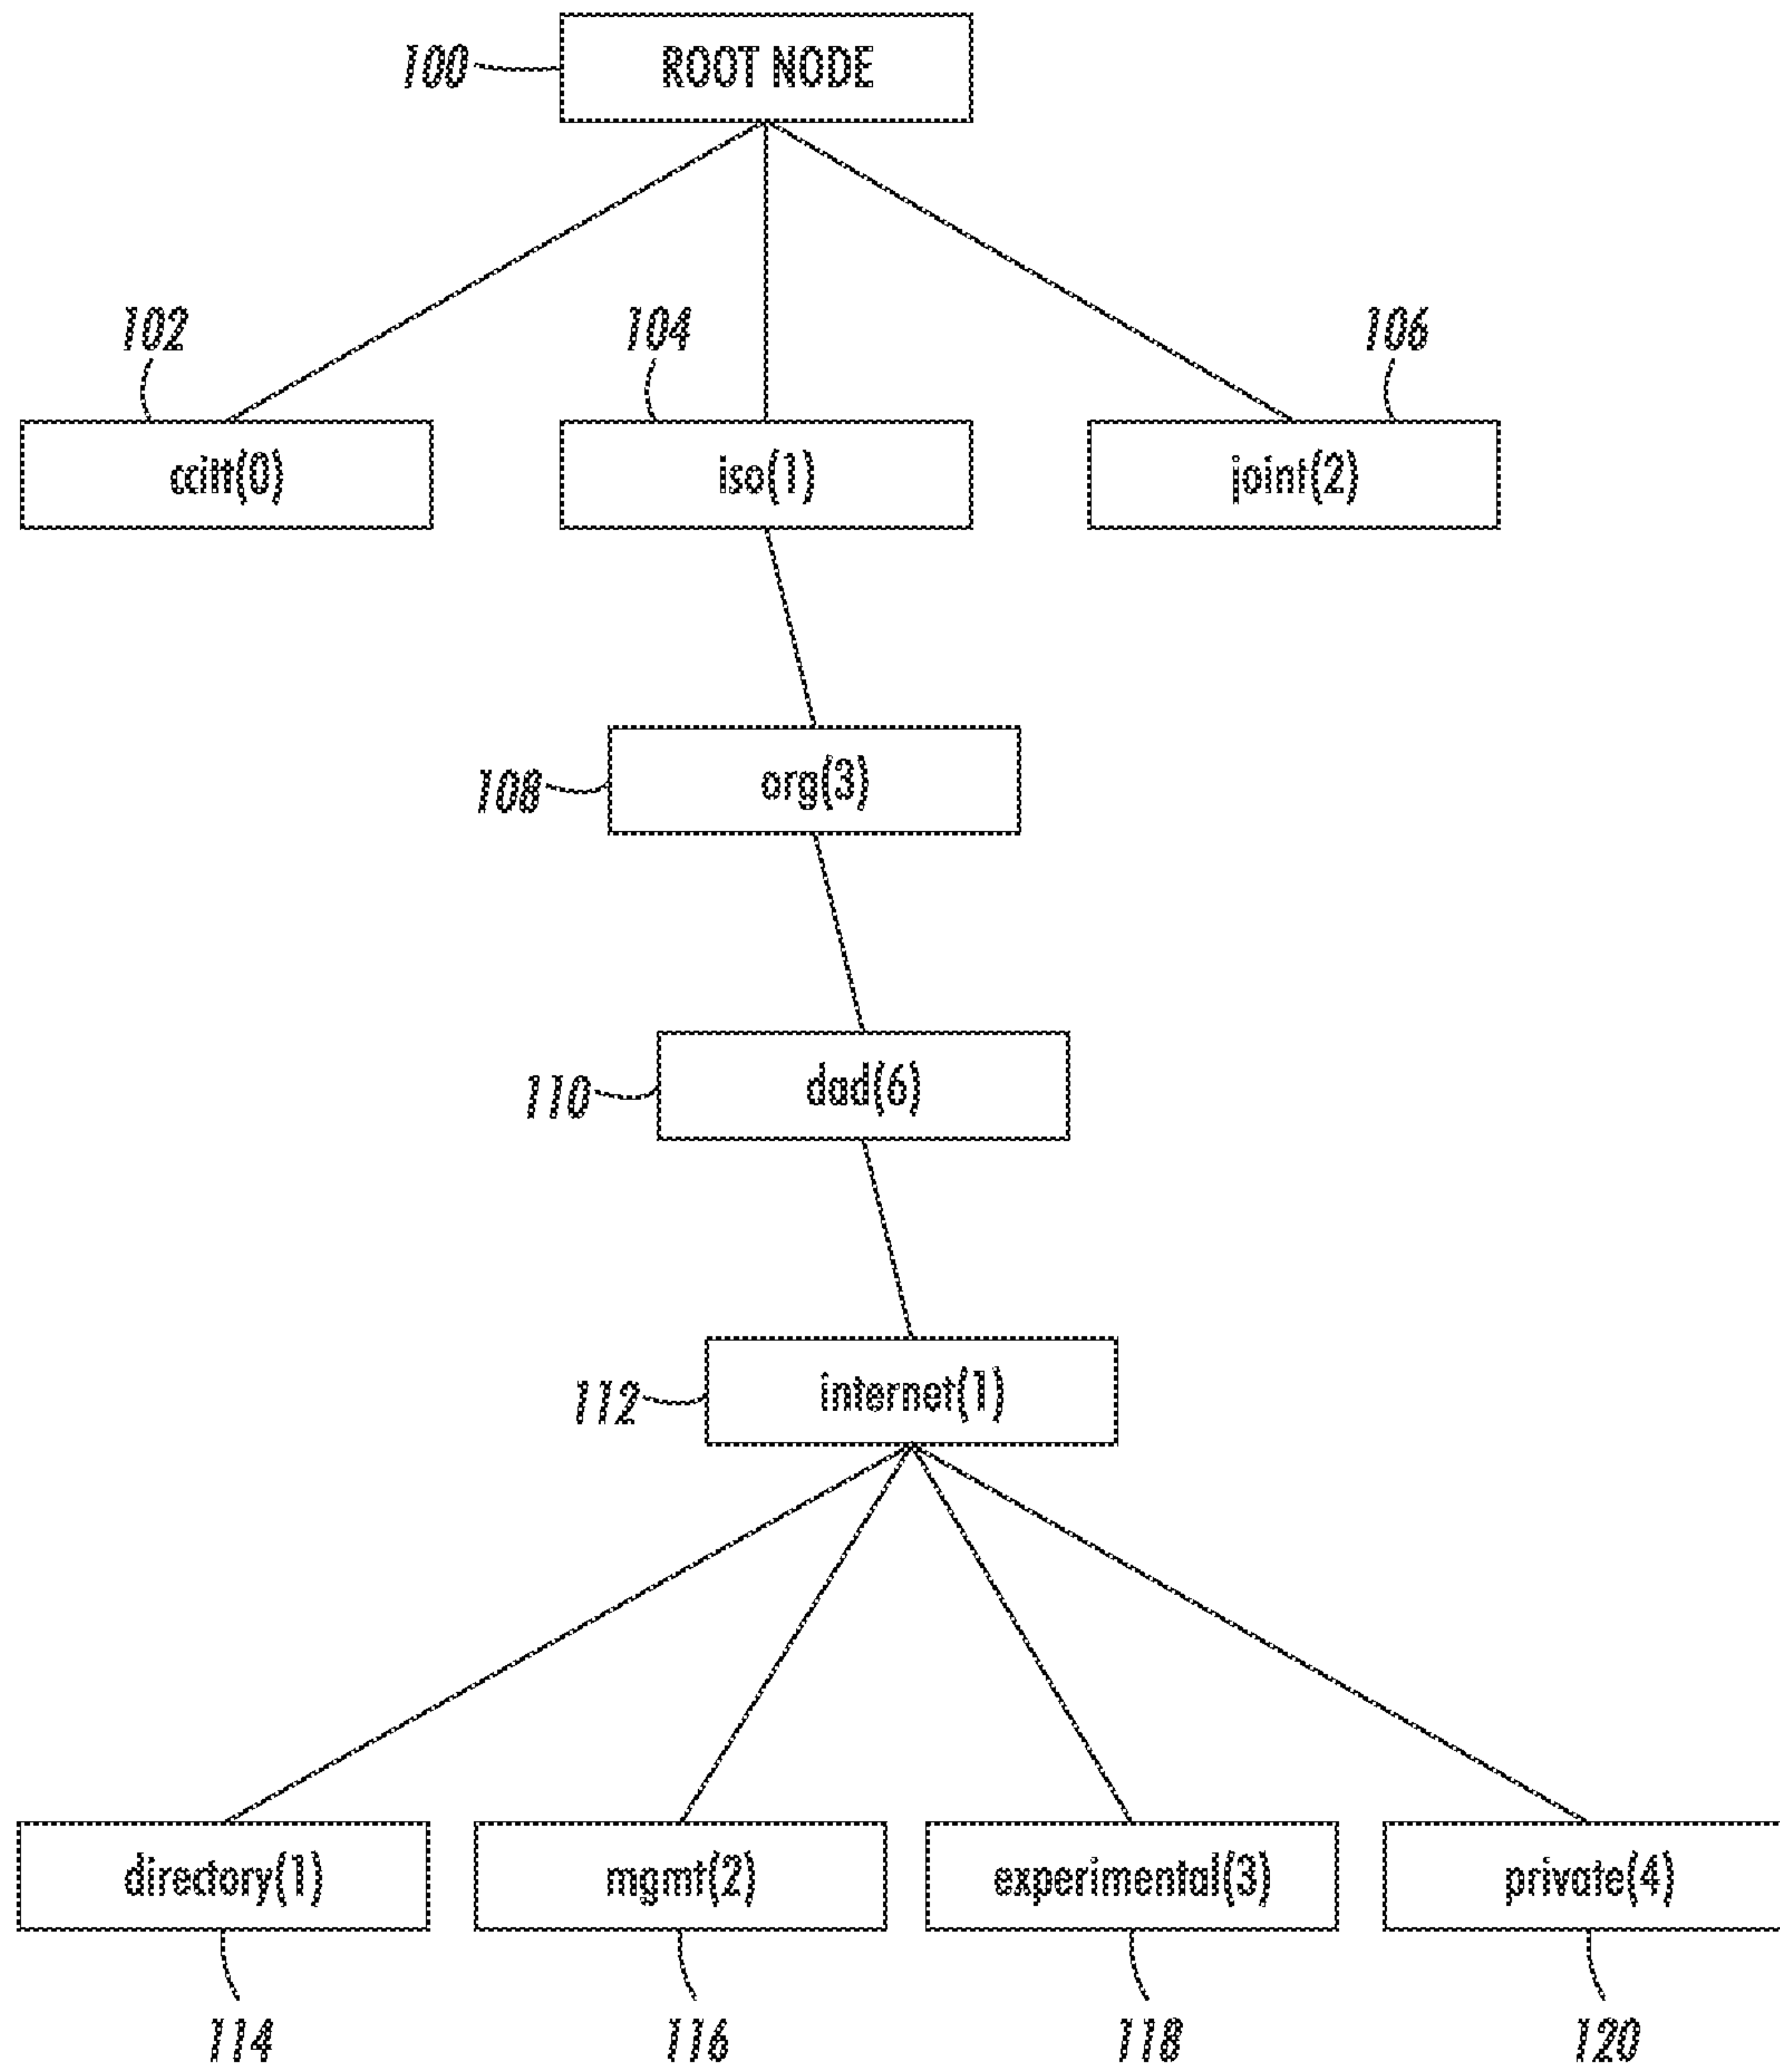 100 ROOT NODE
102 104 106
ccitt(0) iso(1) joint(2)
108 org(3)
110 dad(6)
112 internet(1)
directory(1) mgmt(2) experimental(3) private(4)
114 116 118 120